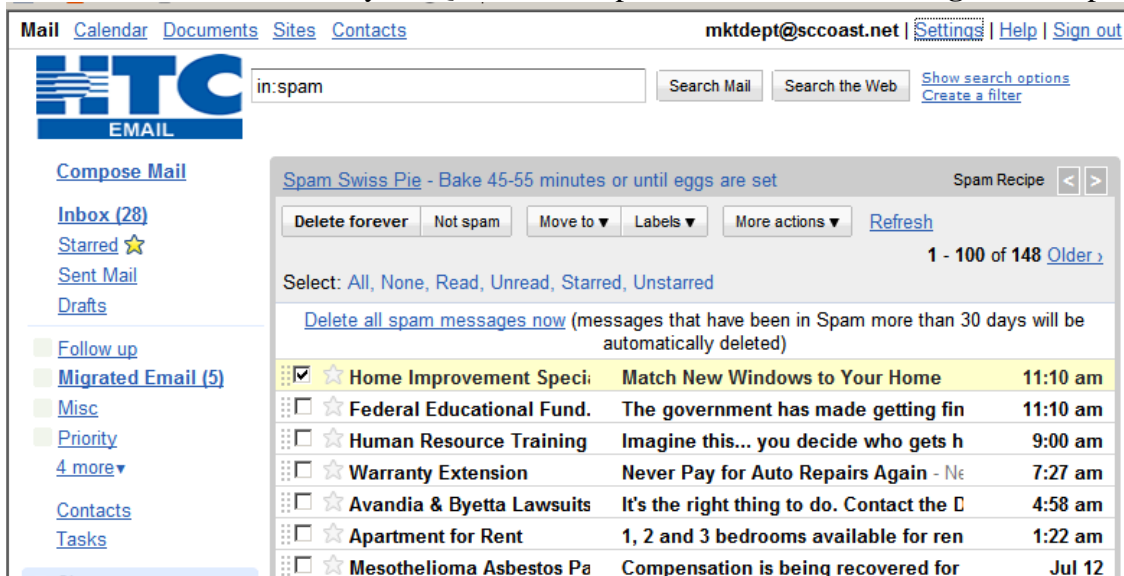 Mail Calendar Documents Sites Contacts mktdept@sccoast.net | Settings | Help | Sign out
HTC
EMAIL
in:spam Search Mail Search the Web Show search options
Create a filter
Compose Mail
Inbox (28)
Starred
Sent Mail
Drafts
Follow up
Migrated Email (5)
Misc
Priority
4 more▾
Contacts
Tasks
Spam Swiss Pie - Bake 45-55 minutes or until eggs are set Spam Recipe < >
Delete forever Not spam Move to ▼ Labels ▼ More actions ▼ Refresh
1 - 100 of 148 Older ›
Select: All, None, Read, Unread, Starred, Unstarred
Delete all spam messages now (messages that have been in Spam more than 30 days will be
automatically deleted)
Home Improvement Speci Match New Windows to Your Home 11:10 am
Federal Educational Fund. The government has made getting fin 11:10 am
Human Resource Training Imagine this... you decide who gets h 9:00 am
Warranty Extension Never Pay for Auto Repairs Again - Ne 7:27 am
Avandia & Byetta Lawsuits It's the right thing to do. Contact the D 4:58 am
Apartment for Rent 1, 2 and 3 bedrooms available for ren 1:22 am
Mesothelioma Asbestos Pa Compensation is being recovered for Jul 12